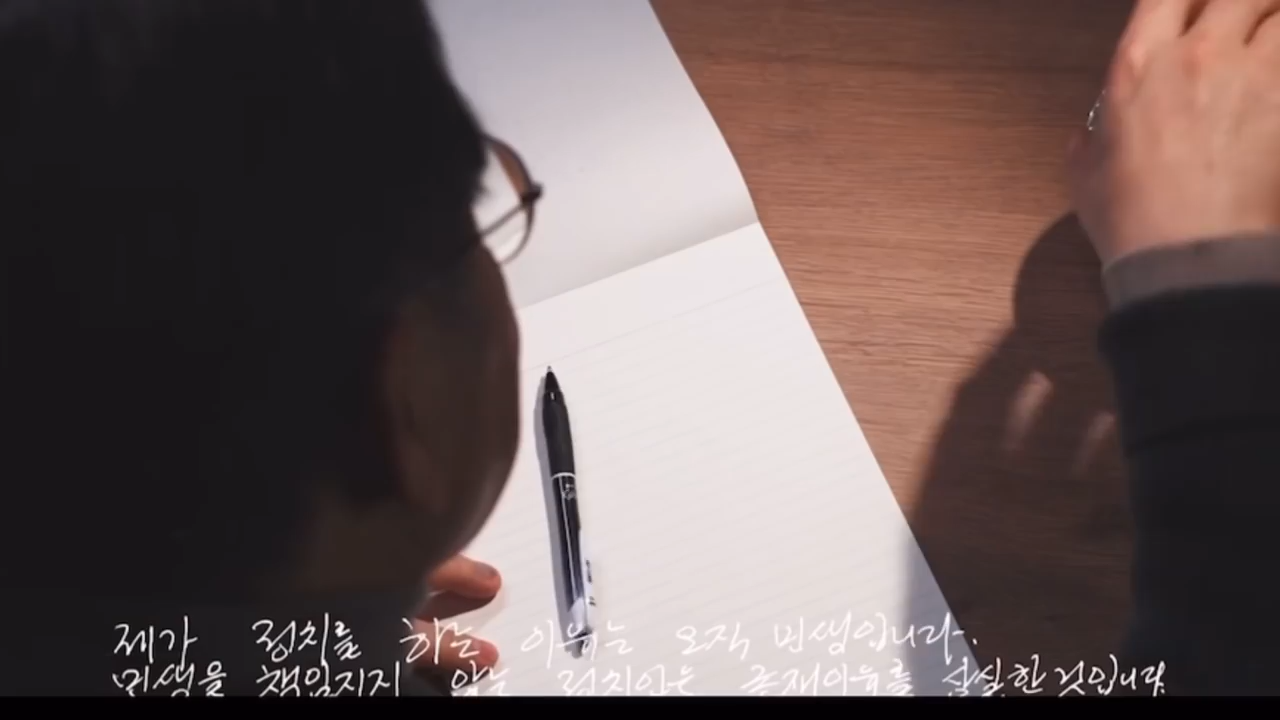 제가 정치를 하는 이유는 오직 민생입니다.
민생을 책임지지 않는 정치인은 존재이유를 상실한 것입니다